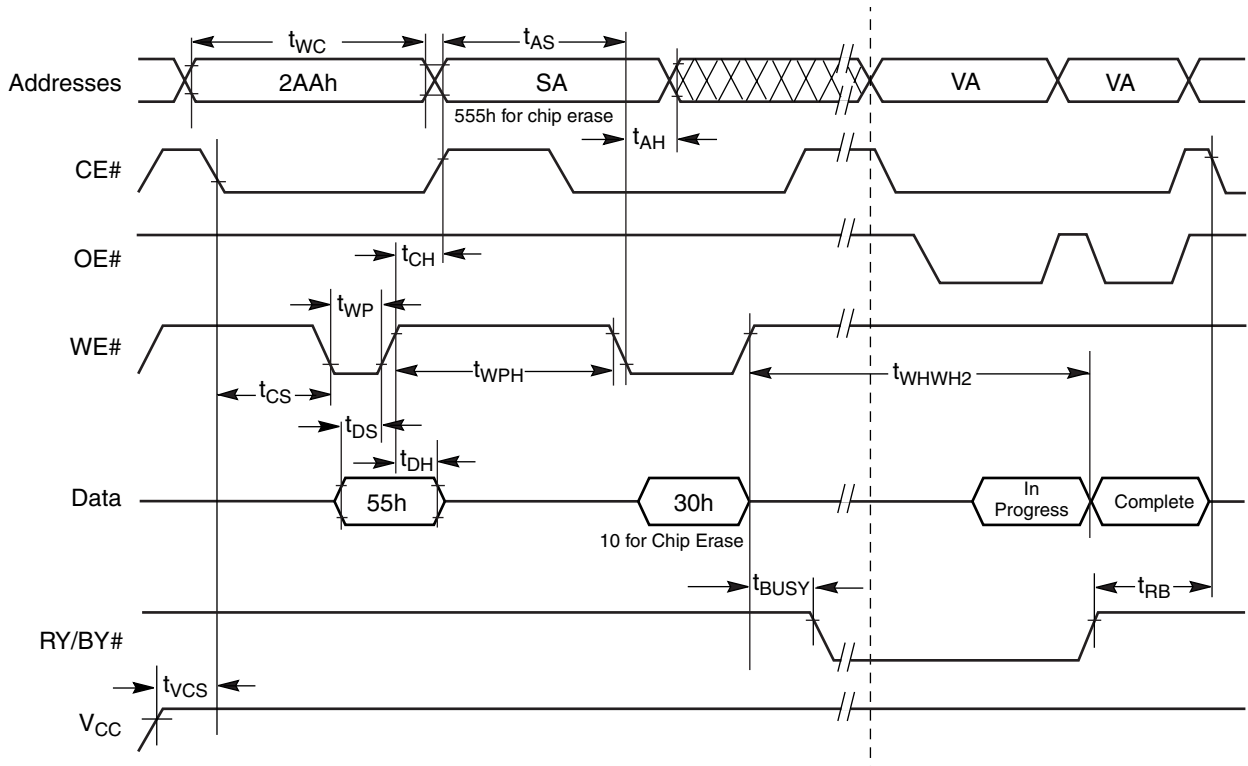 tWC
tAS
Addresses
2AAh
SA
VA
VA
555h for chip erase
tAH
CE#
OE#
tCH
tWP
WE#
tWPH
tWHWH2
tCS
tDS
tDH
Data
55h
30h
In
Progress
Complete
10 for Chip Erase
tBUSY
tRB
RY/BY#
tVCS
VCC